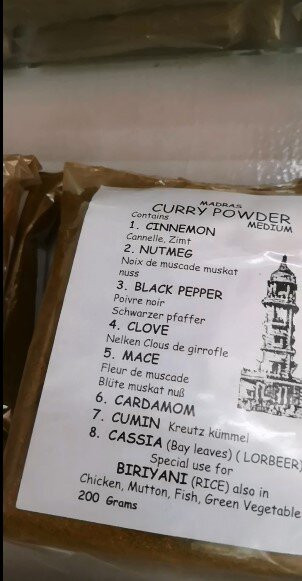 MADRAS
CURRY POWDER
Contains MEDIUM
1. CINNEMON
Cannelle, Zimt
2. NUTMEG
Noix de muscade muskat
nuss
3. BLACK PEPPER
Poivre noir
Schwarzer pfaffer
4. CLOVE
Nelken Clous de girrofle
5. MACE
Fleur de muscade
Blüte muskat nuß
6. CARDAMOM
7. CUMIN Kreutz kümmel
8. CASSIA (Bay leaves) ( LORBEER)
Special use for
BIRIYANI (RICE) also in
Chicken, Mutton, Fish, Green Vegetable
200 Grams